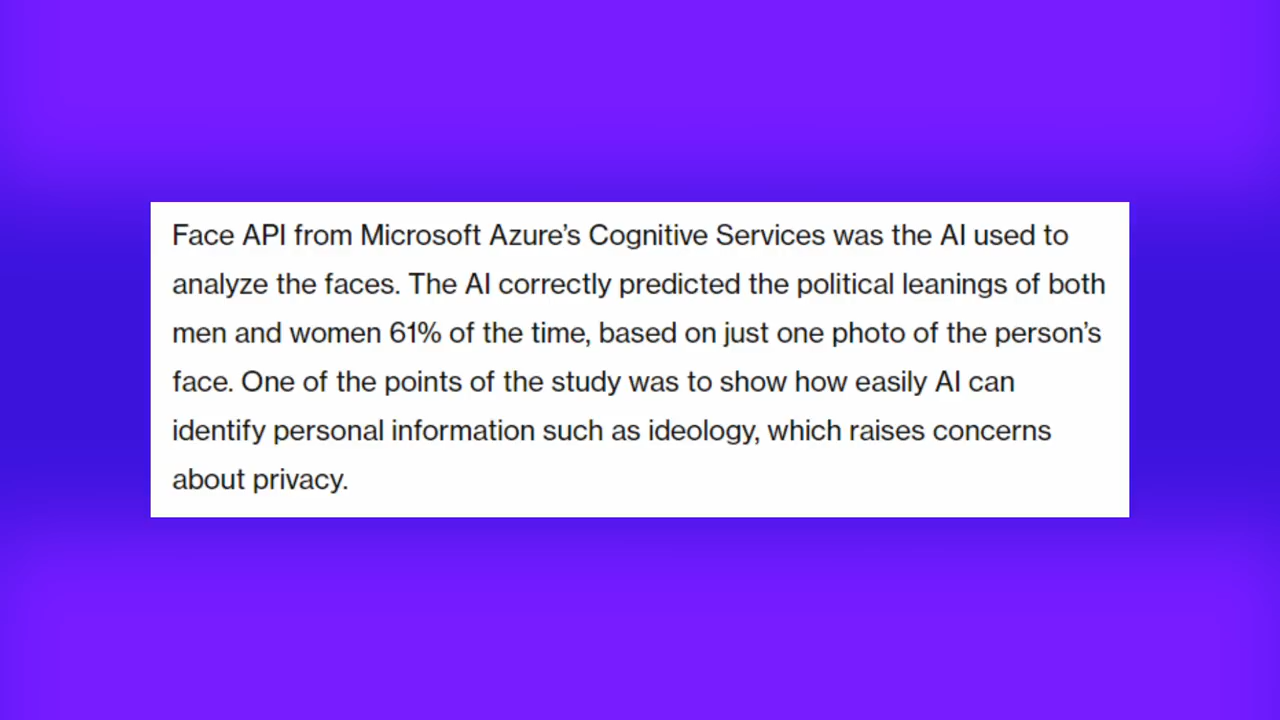 Face API from Microsoft Azure’s Cognitive Services was the AI used to
analyze the faces. The AI correctly predicted the political leanings of both
men and women 61% of the time, based on just one photo of the person’s
face. One of the points of the study was to show how easily AI can
identify personal information such as ideology, which raises concerns
about privacy.